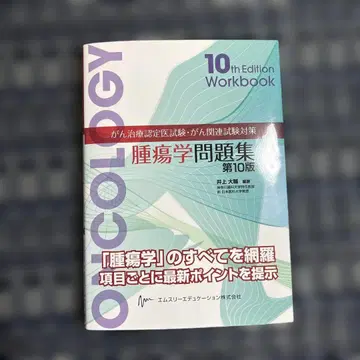 ONCOLOGY
10th Edition
Workbook
がん治療認定医試験・がん関連試験対策
腫瘍学問題集
第10版
井上 大輔 編著
「腫瘍学」のすべてを網羅
項目ごとに最新ポイントを提示
エムスリーエデュケーション株式会社